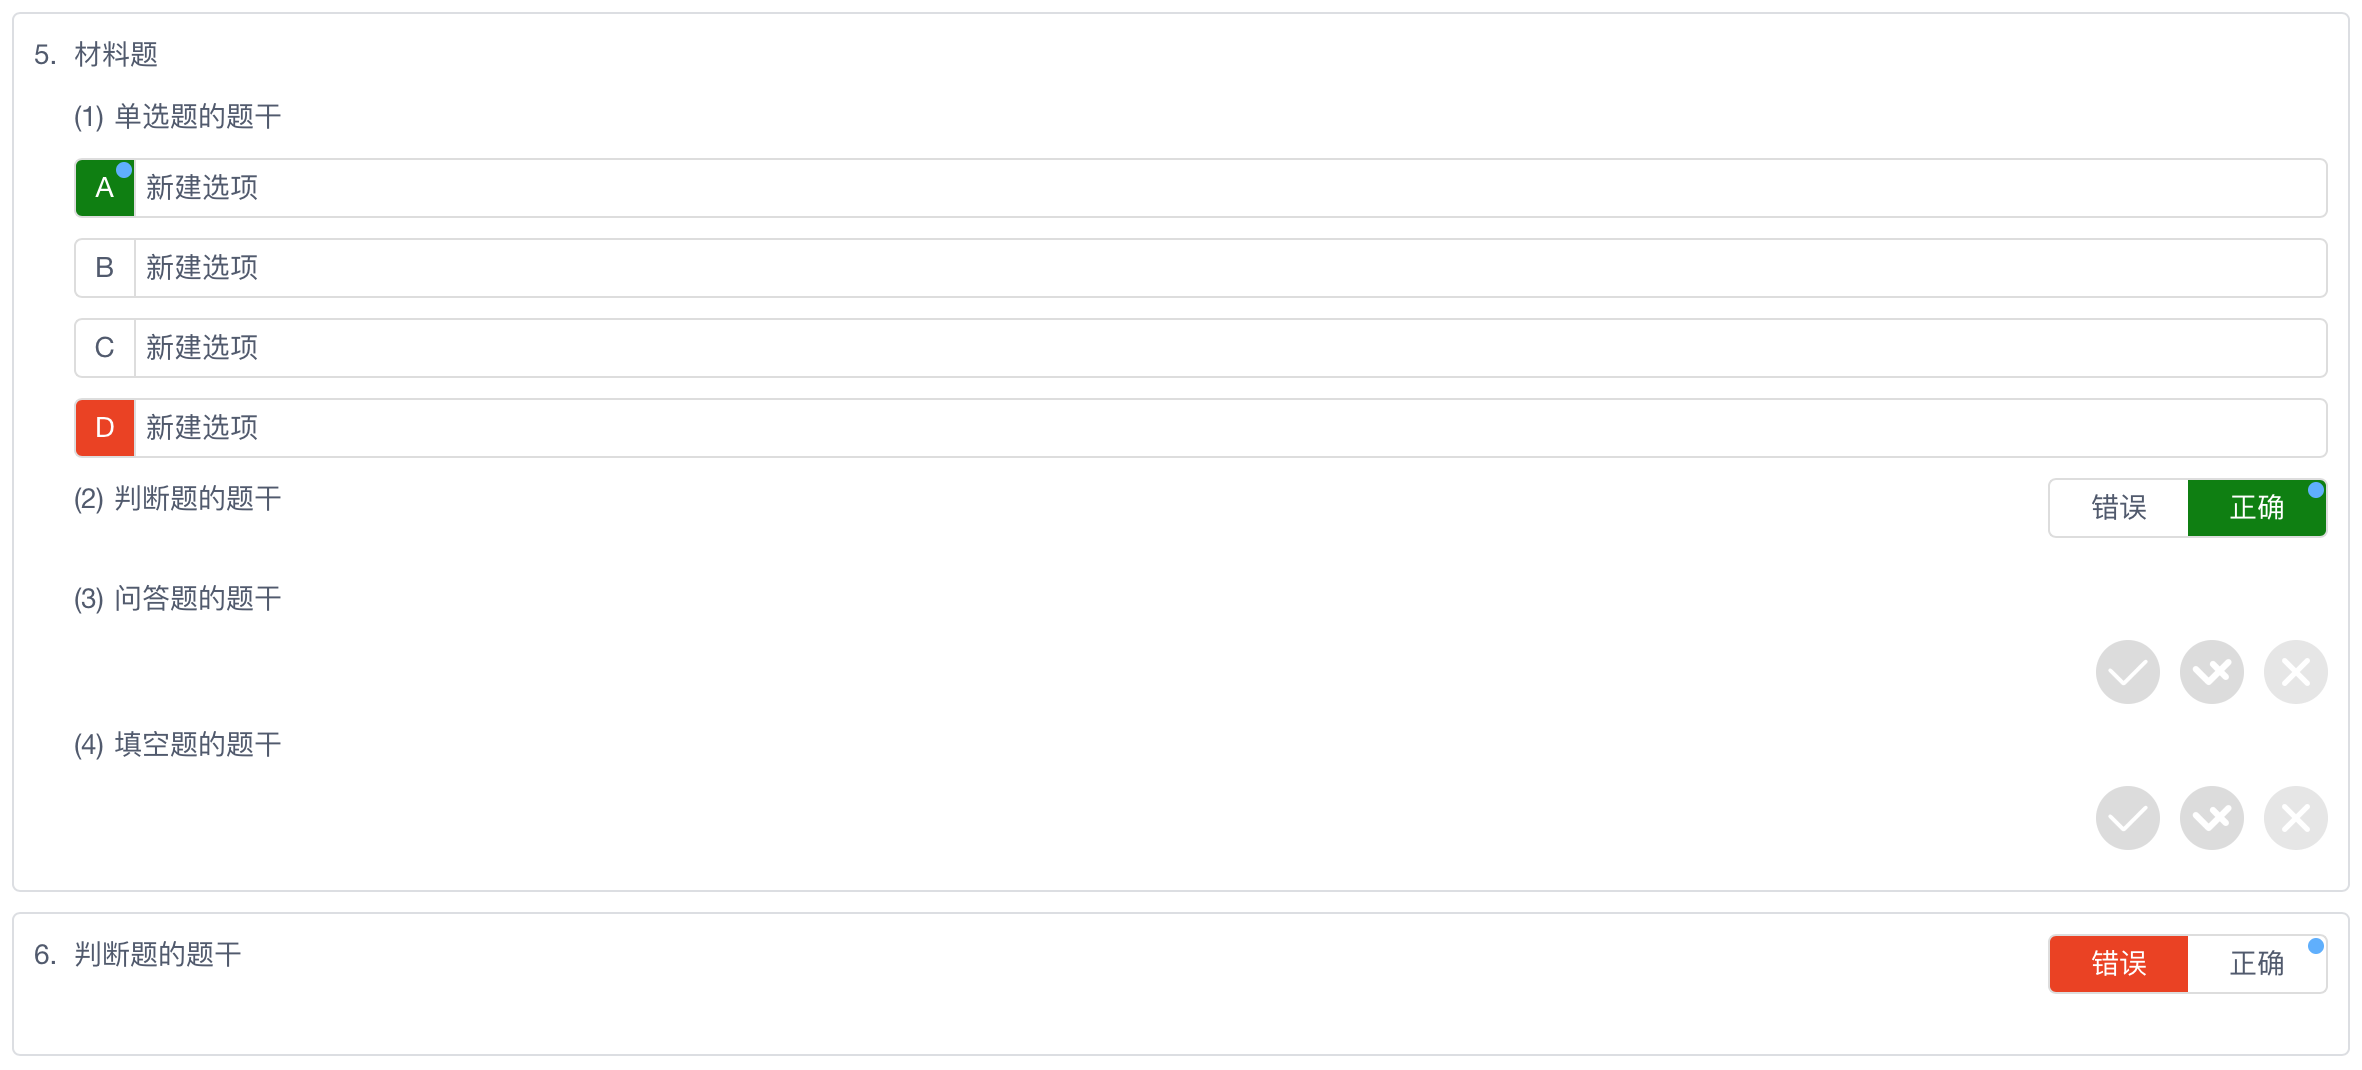 5. 材料题
(1) 单选题的题干
A 新建选项
B 新建选项
C 新建选项
D 新建选项
(2) 判断题的题干 错误 正确
(3) 问答题的题干
(4) 填空题的题干
6. 判断题的题干 错误 正确